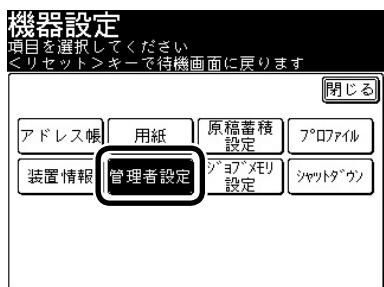 機器設定
項目を選択してください
<リセット>キーで待機画面に戻ります
閉じる
アドレス帳 用紙 原稿蓄積設定 プロファイル
装置情報 管理者設定 ジョブメモリ設定 シャットダウン